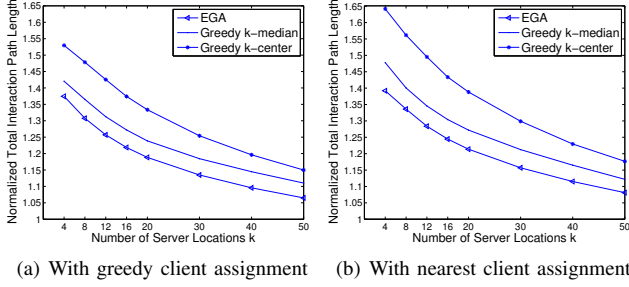 Normalized Total Interaction Path Length
1.65
1.6
1.55
1.5
1.45
1.4
1.35
1.3
1.25
1.2
1.15
1.1
1.05
1
EGA
Greedy k−median
Greedy k−center
4 8 12 16 20 30 40 50
Number of Server Locations k
(a) With greedy client assignment
Normalized Total Interaction Path Length
1.65
1.6
1.55
1.5
1.45
1.4
1.35
1.3
1.25
1.2
1.15
1.1
1.05
1
EGA
Greedy k−median
Greedy k−center
4 8 12 16 20 30 40 50
Number of Server Locations k
(b) With nearest client assignment